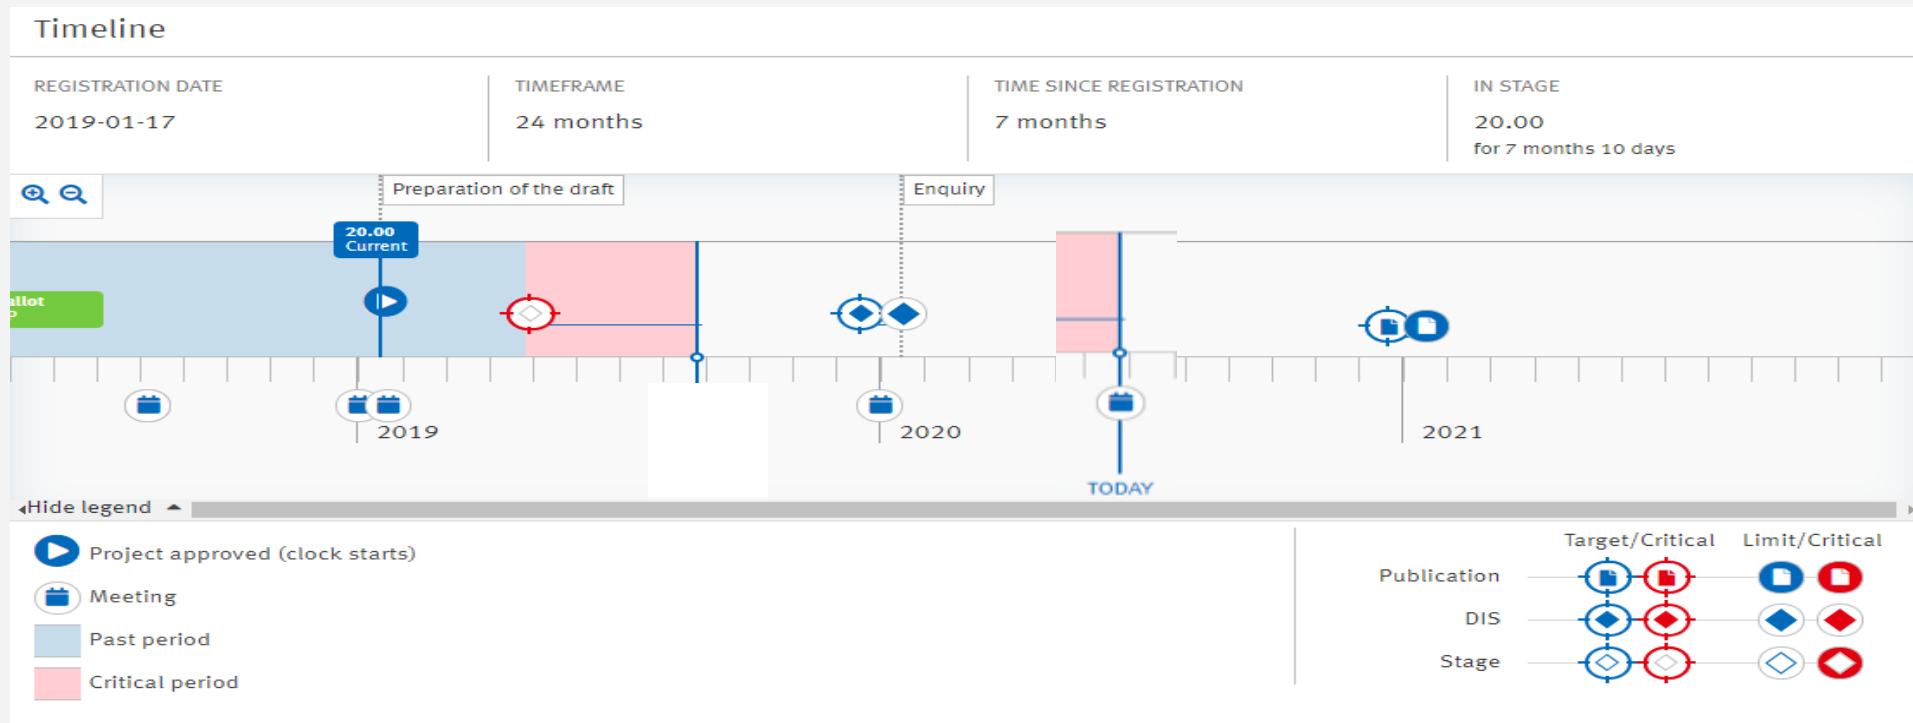 Timeline
REGISTRATION DATE
2019-01-17
TIMEFRAME
24 months
TIME SINCE REGISTRATION
7 months
IN STAGE
20.00
for 7 months 10 days
Preparation of the draft
Enquiry
20.00
Current
allot
2019
2020
2021
TODAY
Hide legend
Project approved (clock starts)
Meeting
Past period
Critical period
Target/Critical Limit/Critical
Publication
DIS
Stage